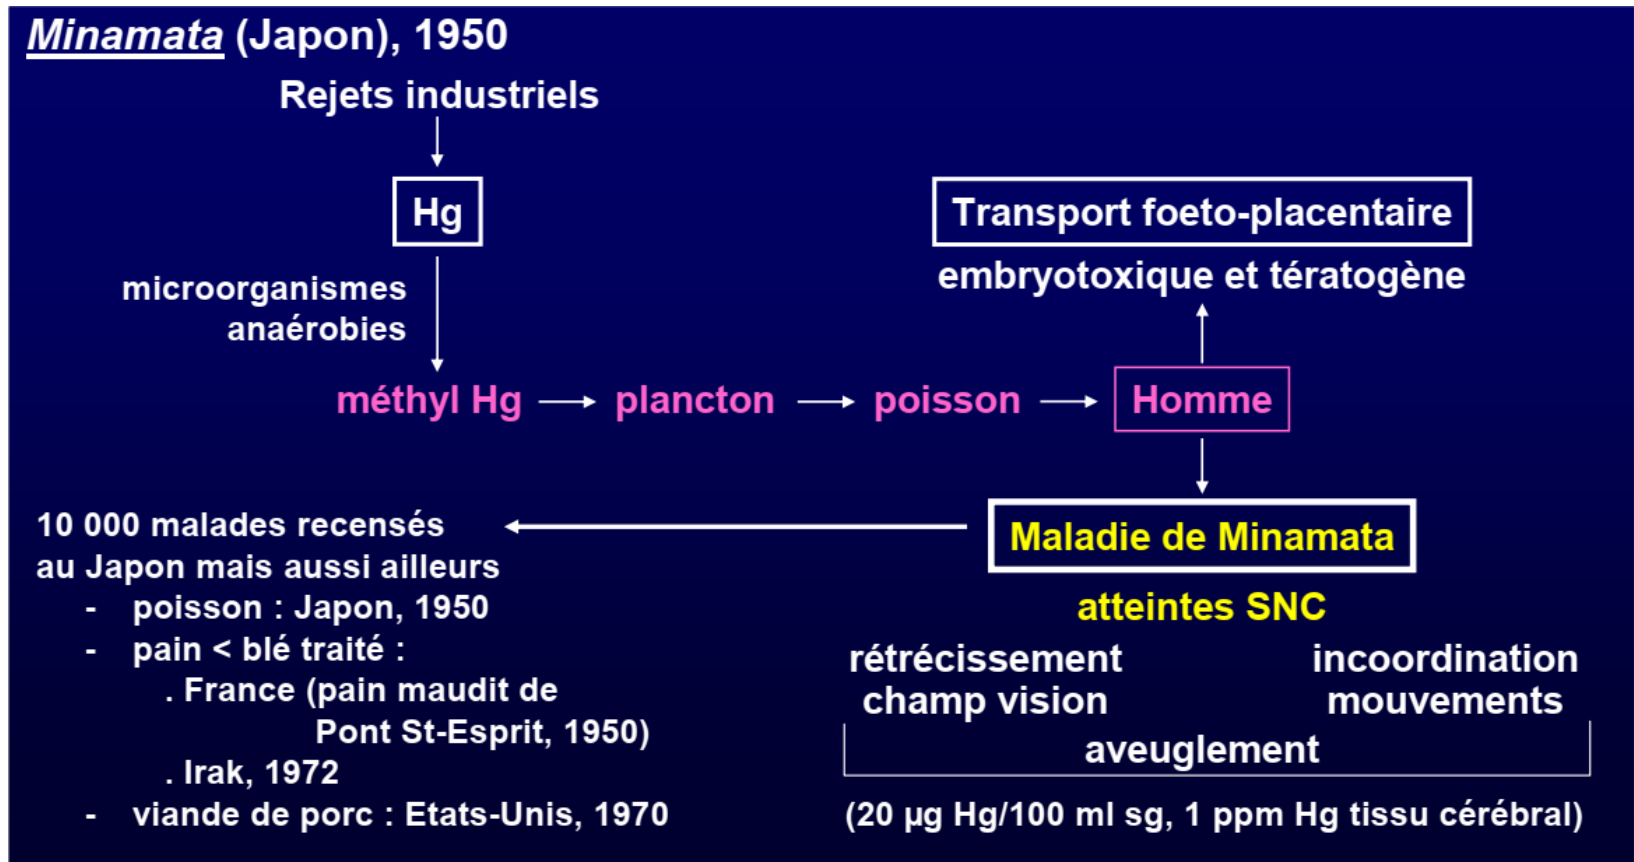 Minamata (Japon), 1950
Rejets industriels
Hg
Transport foeto-placentaire
embryotoxique et tératogène
microorganismes
anaérobies
méthyl Hg → plancton → poisson → Homme
10 000 malades recensés
au Japon mais aussi ailleurs
- poisson : Japon, 1950
- pain < blé traité :
. France (pain maudit de
Pont St-Esprit, 1950)
. Irak, 1972
- viande de porc : Etats-Unis, 1970
Maladie de Minamata
atteintes SNC
rétrécissement
champ vision
incoordination
mouvements
aveuglement
(20 µg Hg/100 ml sg, 1 ppm Hg tissu cérébral)